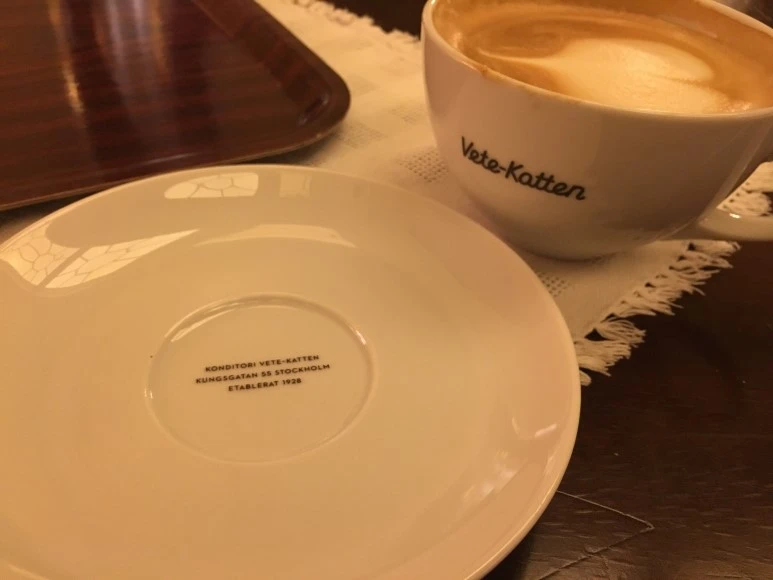 Vete-Katten
KONDITORI VETE-KATTEN
KUNGSGATAN 55 STOCKHOLM
ETABLERAT 1928